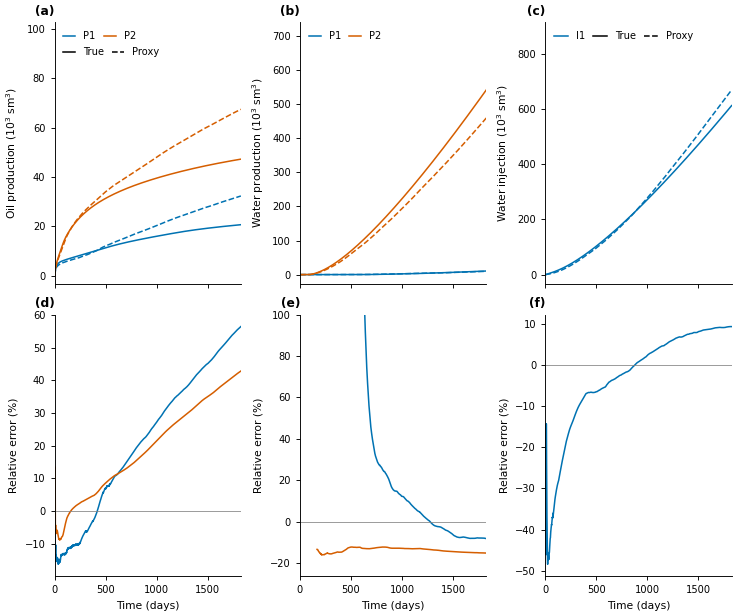 (a)
Oil production (10³ sm³)
100
80
60
40
20
0
P1 P2
True Proxy
(b)
Water production (10³ sm³)
700
600
500
400
300
200
100
0
P1 P2
(c)
Water injection (10³ sm³)
800
600
400
200
0
I1 True Proxy
(d)
Relative error (%)
60
50
40
30
20
10
0
−10
0 500 1000 1500
Time (days)
(e)
Relative error (%)
100
80
60
40
20
0
−20
0 500 1000 1500
Time (days)
(f)
Relative error (%)
10
0
−10
−20
−30
−40
−50
0 500 1000 1500
Time (days)